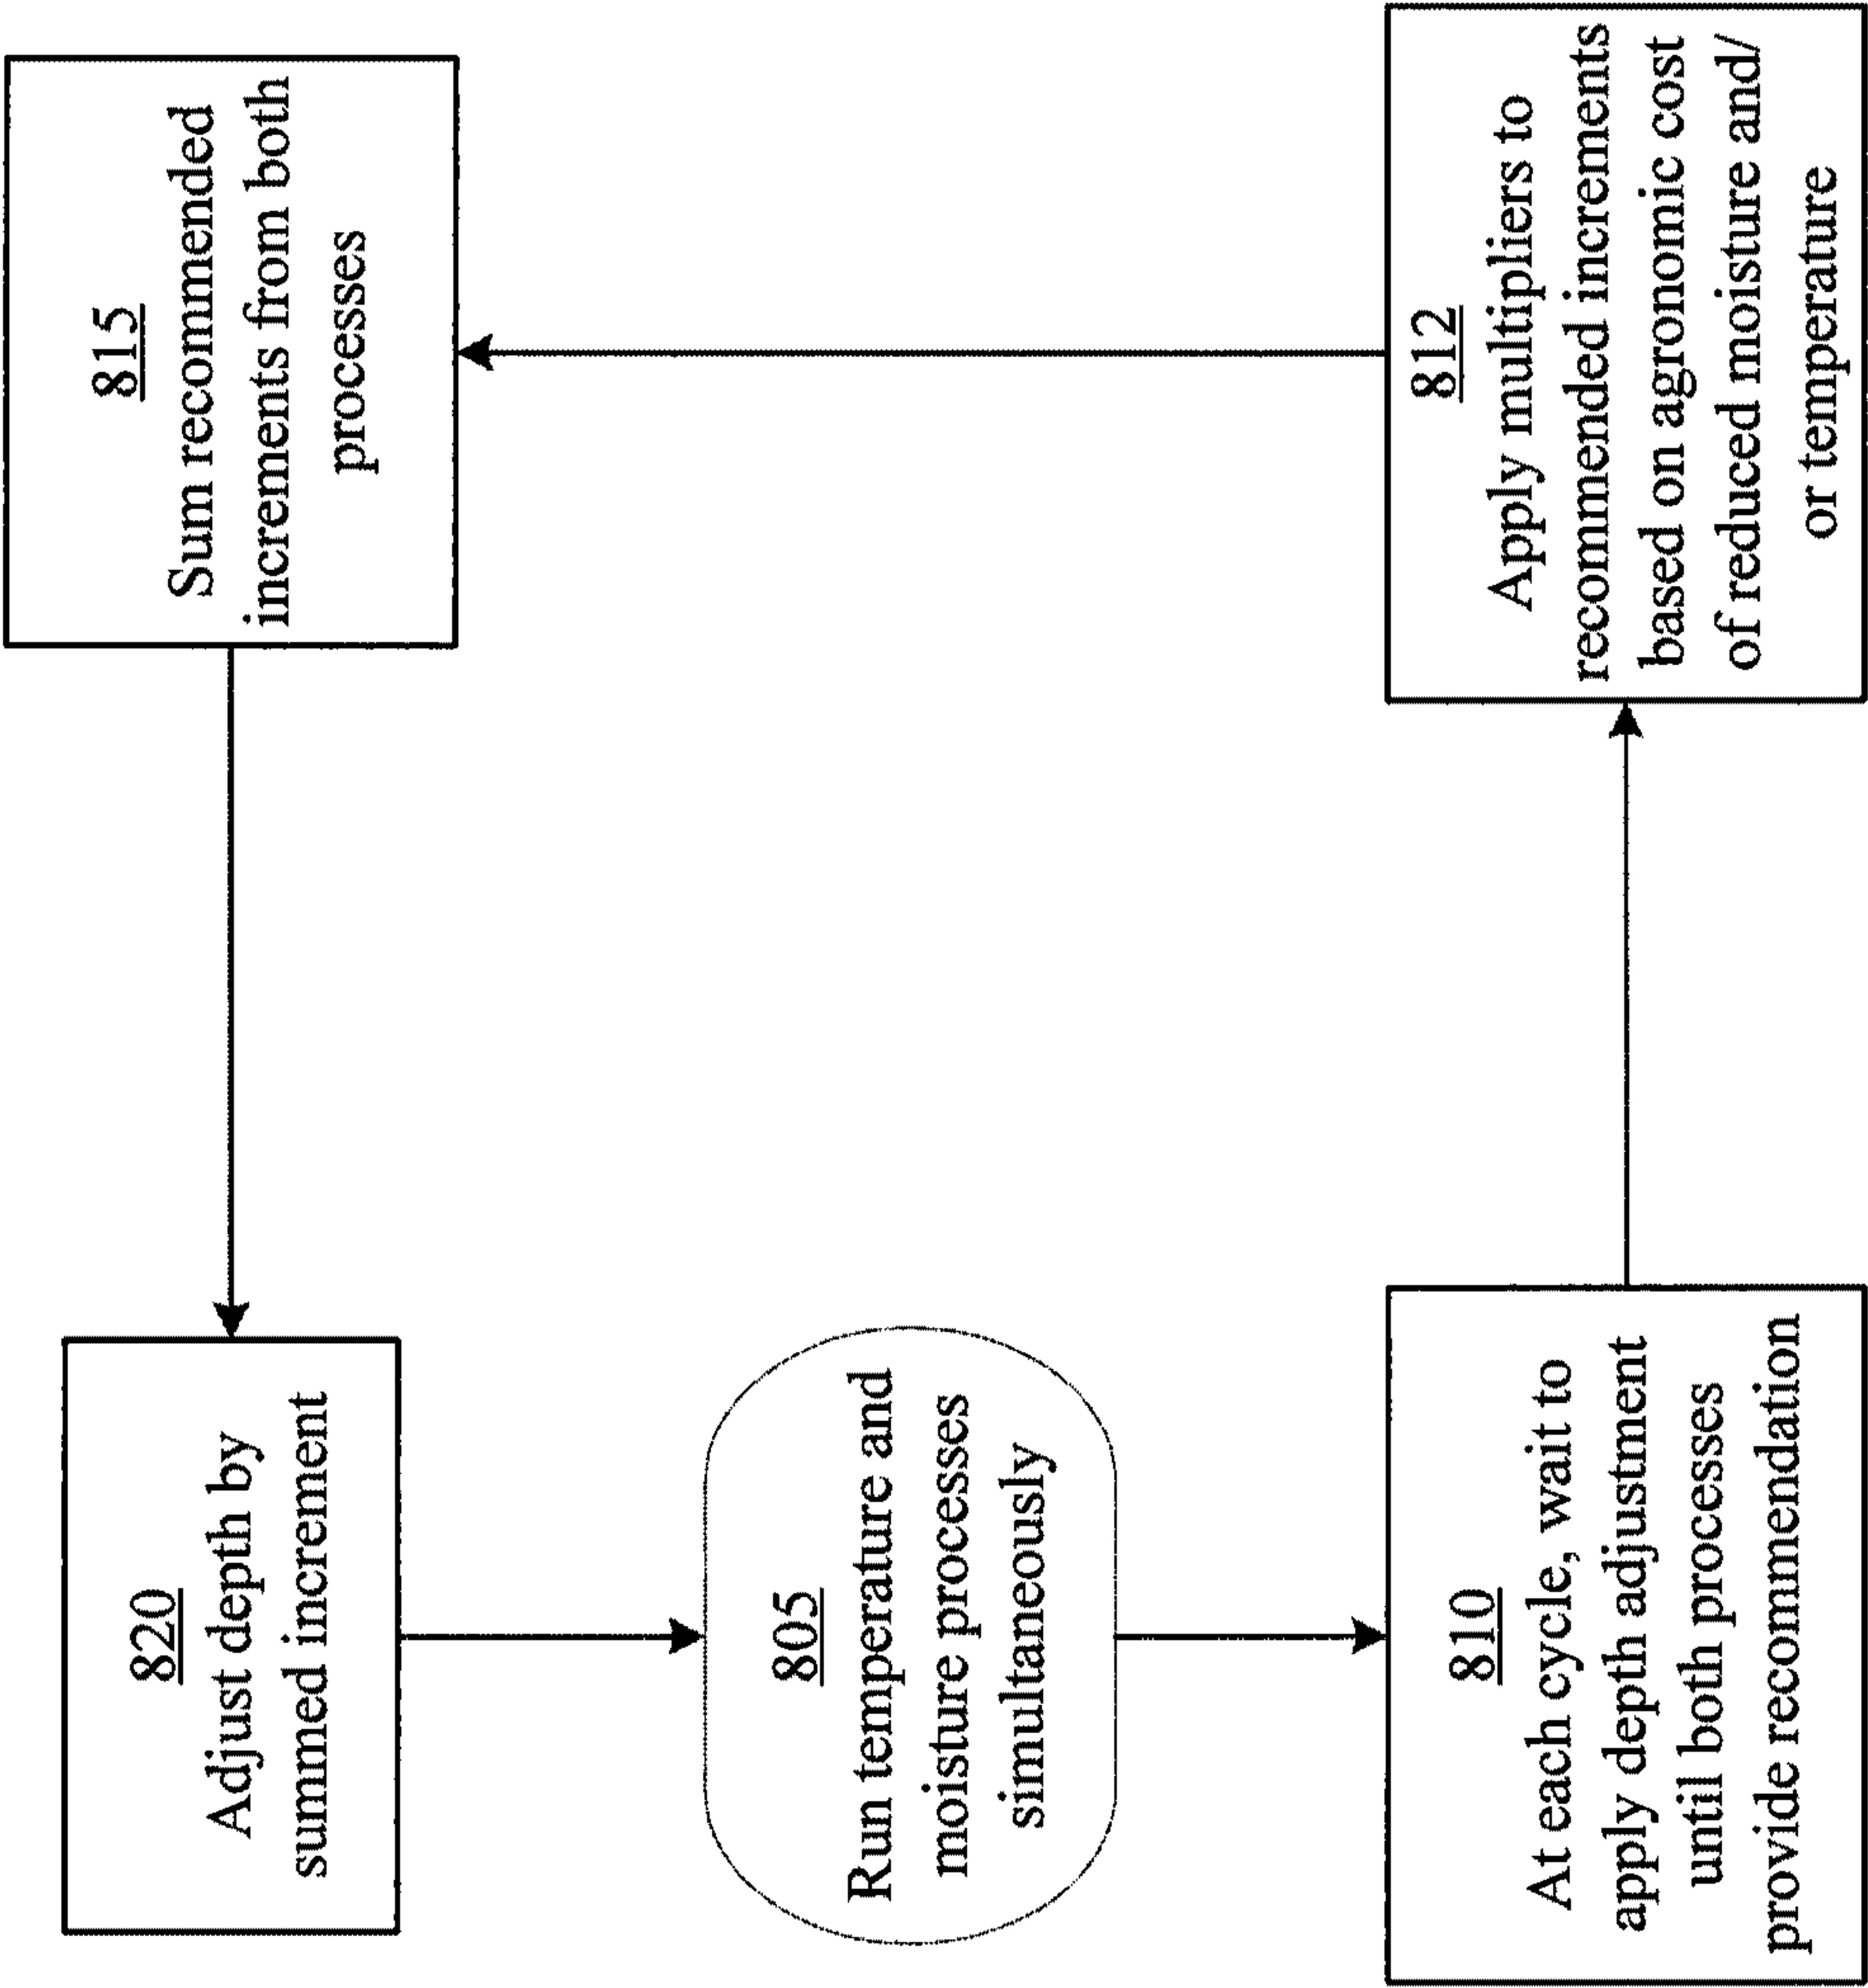 820
Adjust depth by
summed increment
805
Run temperature and
moisture processes
simultaneously
810
At each cycle, wait to
apply depth adjustment
until both processes
provide recommendation
812
Apply multipliers to
recommended increments
based on agronomic cost
of reduced moisture and/
or temperature
815
Sum recommended
increments from both
processes